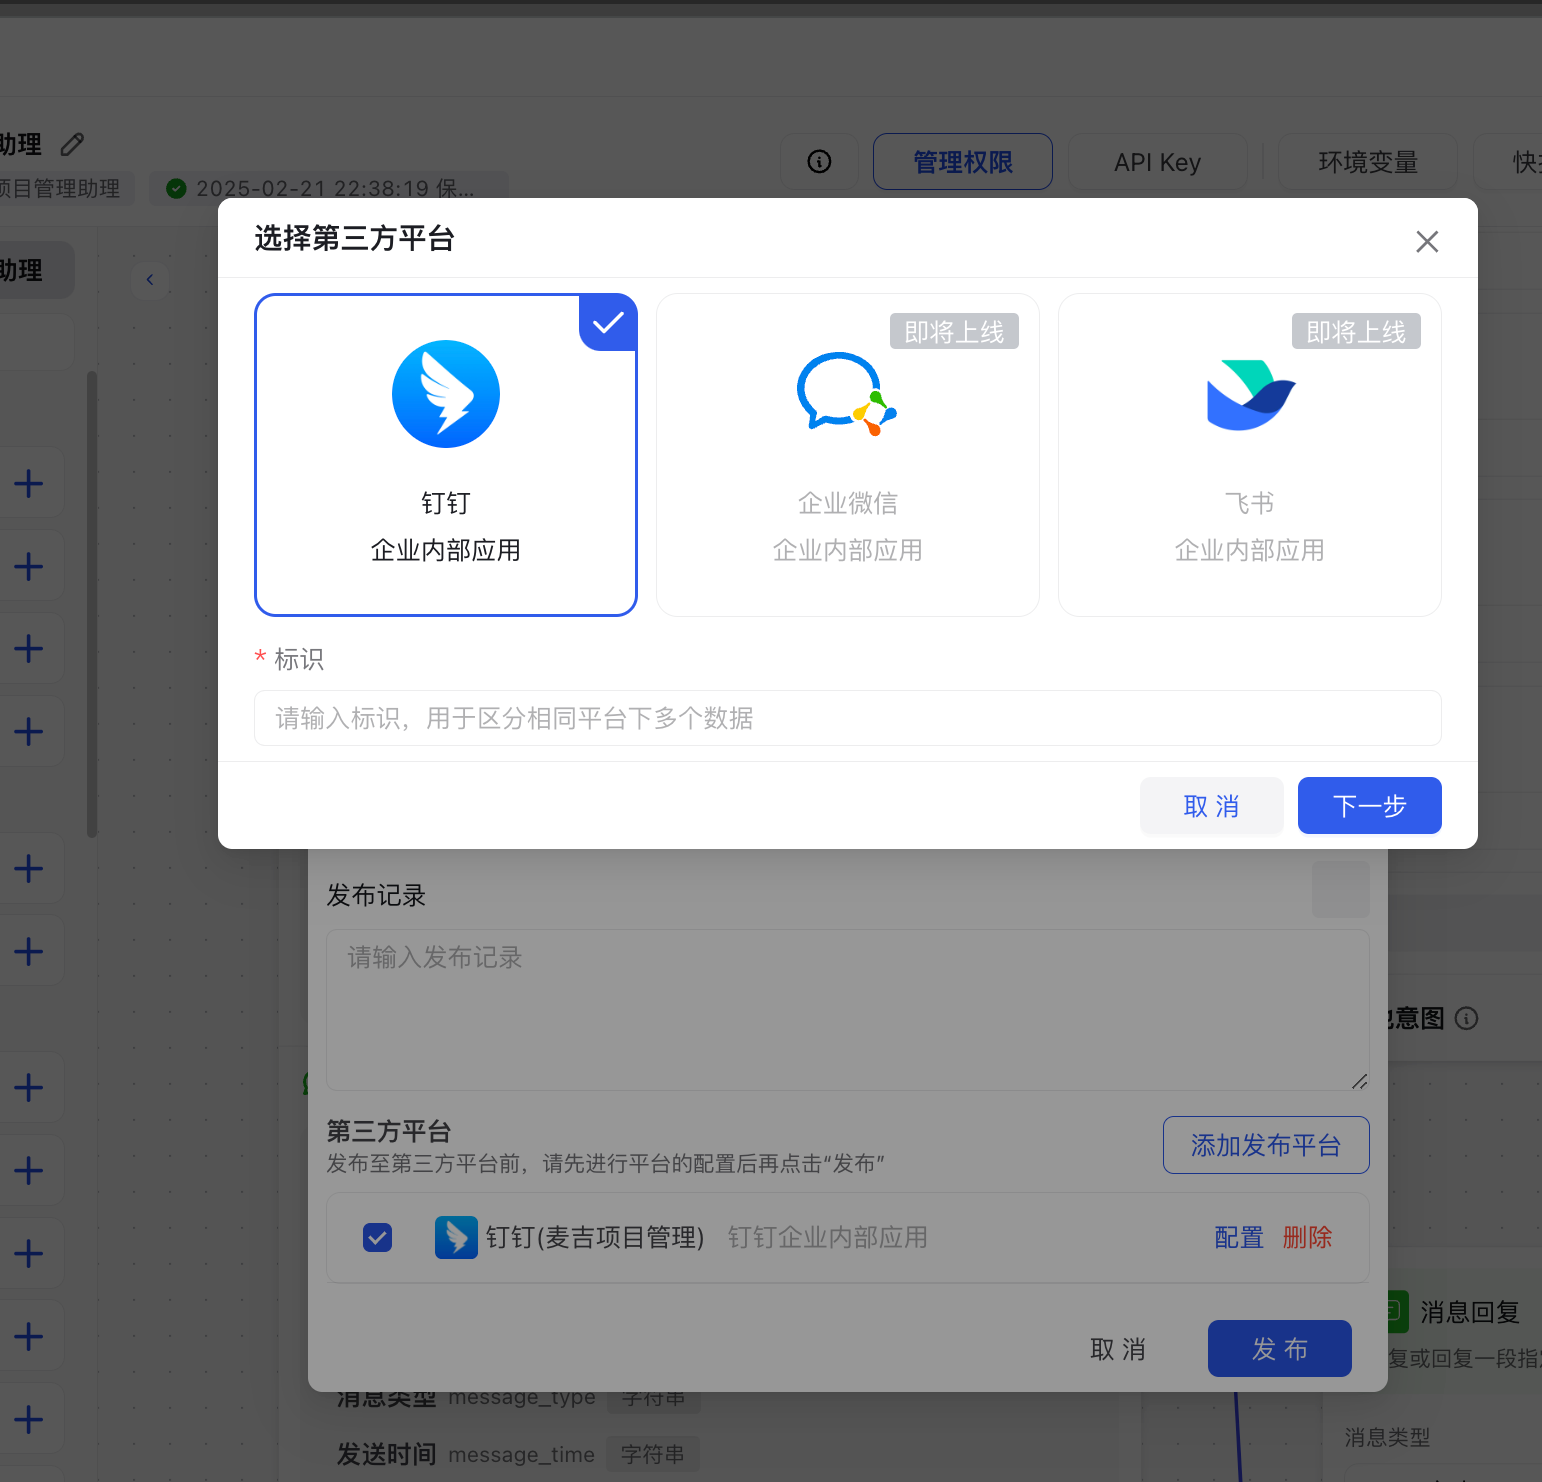 助理
管理权限
API Key
环境变量
项目管理助理
2025-02-21 22:38:19 保...
助理
选择第三方平台
即将上线
即将上线
钉钉
企业内部应用
企业微信
企业内部应用
飞书
企业内部应用
* 标识
请输入标识，用于区分相同平台下多个数据
取 消
下一步
发布记录
请输入发布记录
意图
第三方平台
发布至第三方平台前，请先进行平台的配置后再点击“发布”
添加发布平台
钉钉(麦吉项目管理)
钉钉企业内部应用
配置
删除
消息回复
复或回复一段指
取 消
发 布
消息类型 message_type 字符串
消息类型
发送时间 message_time 字符串